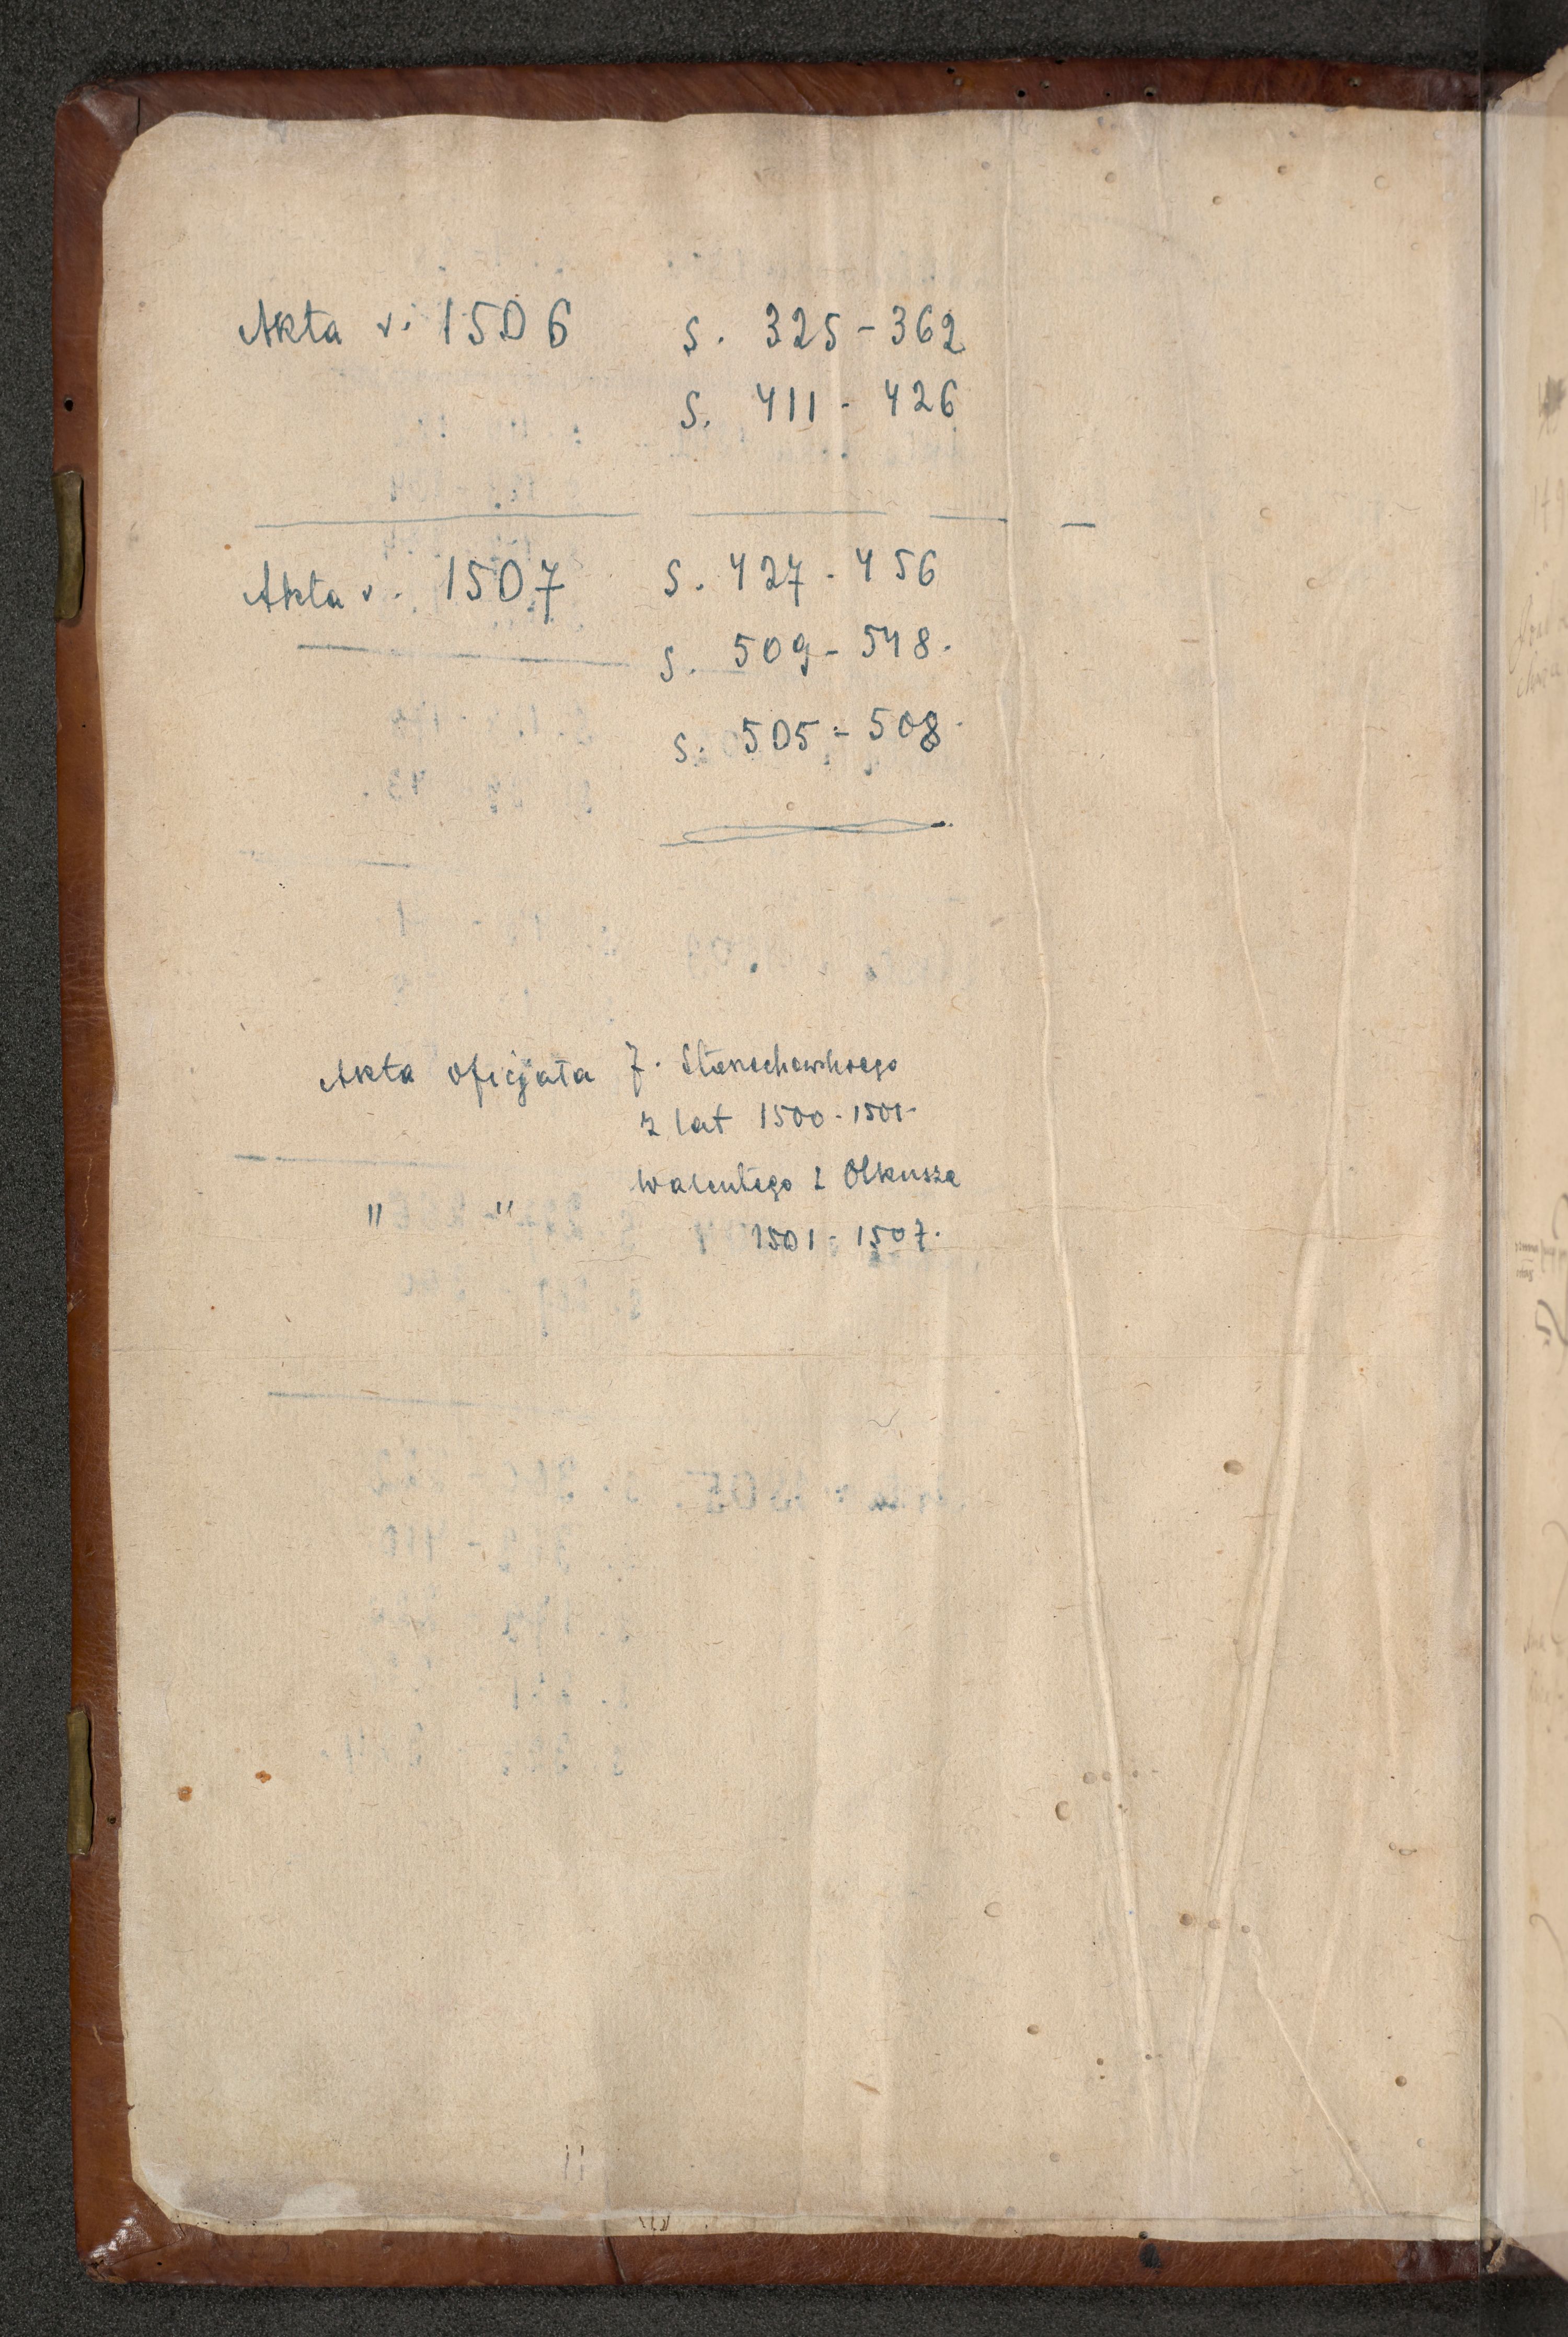 Akta r. 1506 S. 325-362
S. 411 - 426
Akta r. 1507 S. 427 - 456
S. 509 - 548.
S. 505 - 508.
Akta oficjała J.
z lat 1500 - 1501
" " Walentego z Olkusza
1501 - 1507.